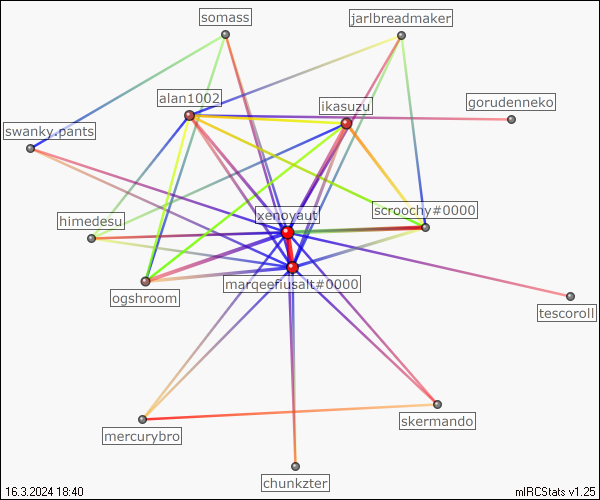 somass
jarlbreadmaker
alan1002
ikasuzu
gorudenneko
swanky.pants
xenoyaut
scroochy#0000
himedesu
marqeefiusalt#0000
ogshroom
tescoroll
skermando
mercurybro
chunkzter
16.3.2024 18:40
mIRCStats v1.25